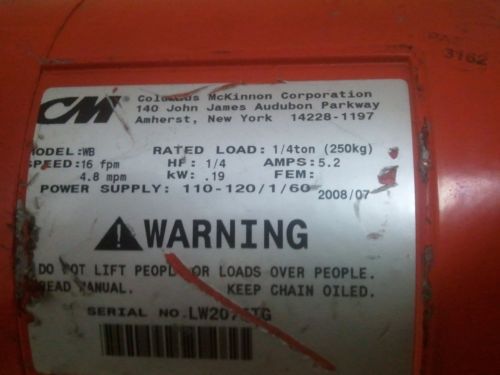 CM
Columbus McKinnon Corporation
140 John James Audubon Parkway
Amherst, New York 14228-1197
MODEL: WB RATED LOAD: 1/4ton (250kg)
SPEED: 16 fpm HP: 1/4 AMPS: 5.2
4.8 mpm kW: .19 FEM:
POWER SUPPLY: 110-120/1/60 2008/07
WARNING
DO NOT LIFT PEOPLE OR LOADS OVER PEOPLE.
READ MANUAL. KEEP CHAIN OILED.
SERIAL NO.
3162